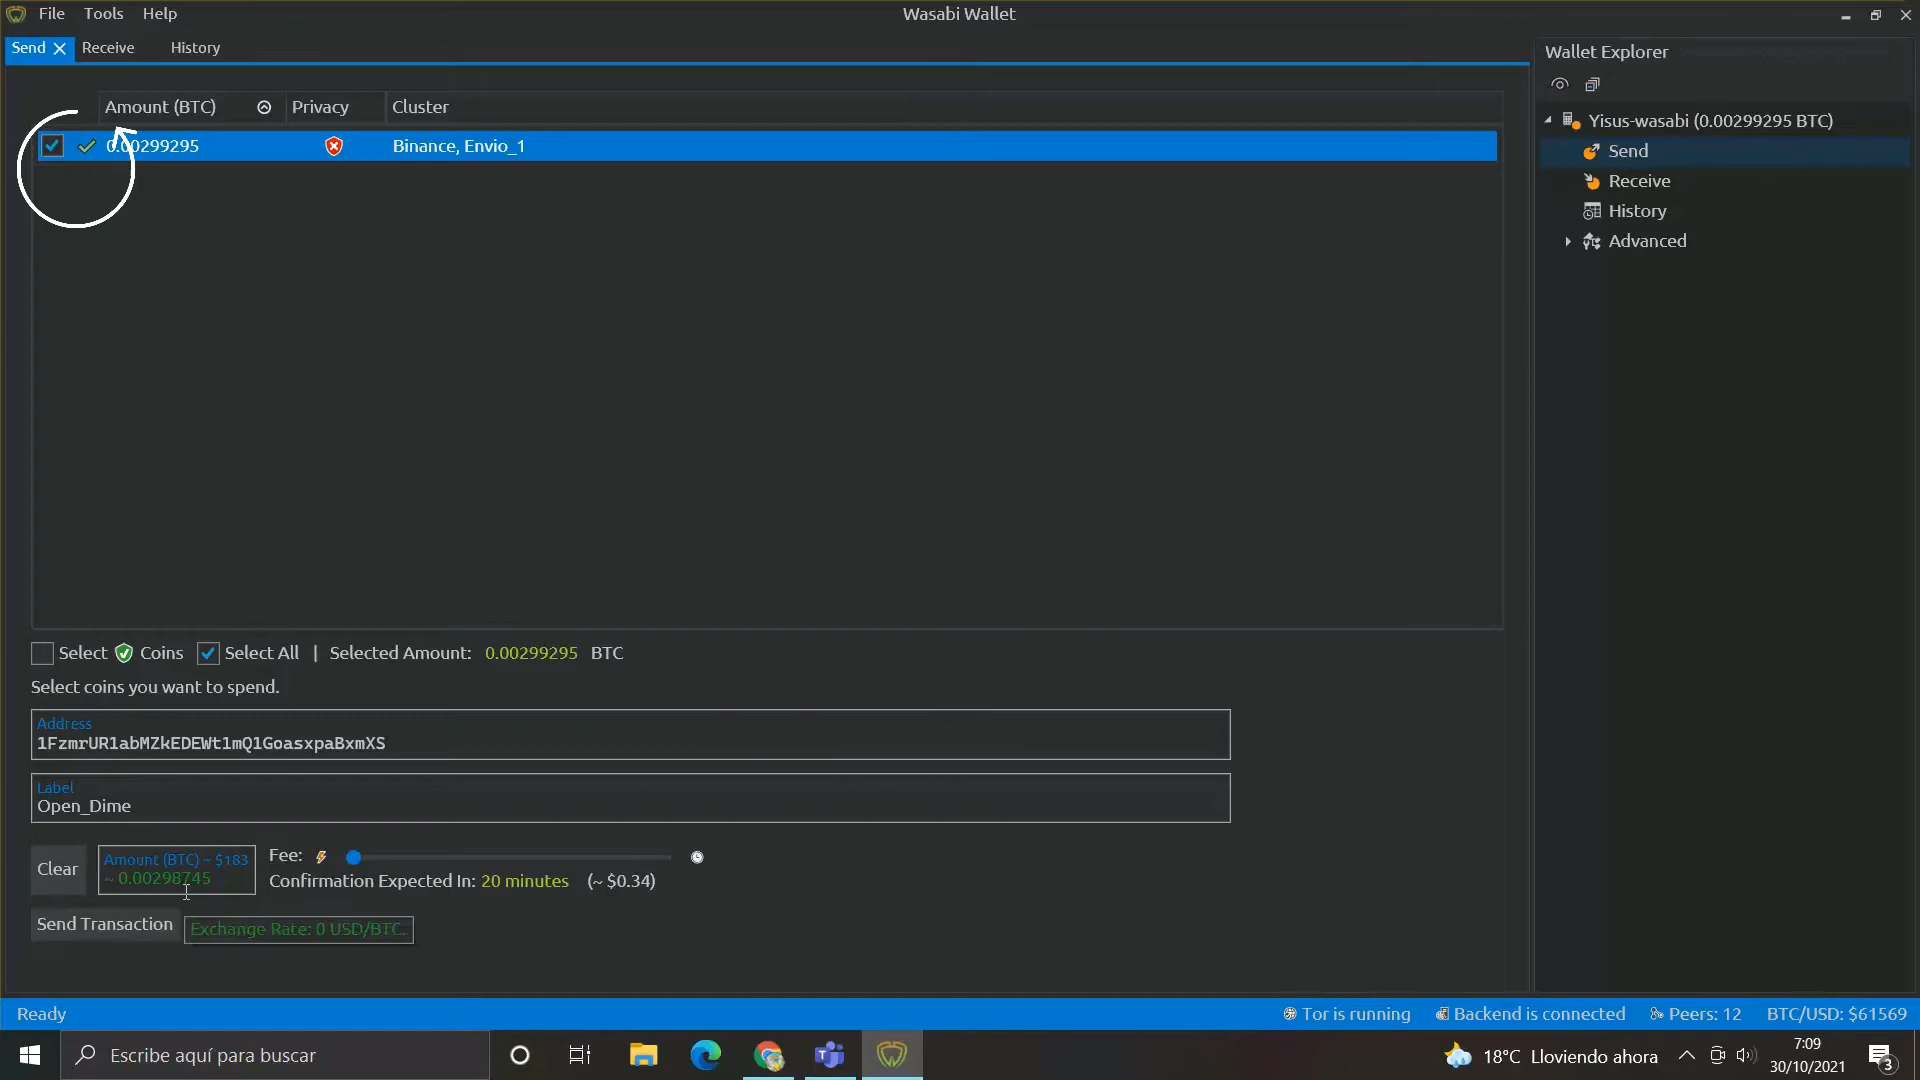 File Tools Help
Wasabi Wallet
Send Receive History
Wallet Explorer
Amount (BTC) Privacy Cluster
0.00299295 Binance, Envio_1
Yisus-wasabi (0.00299295 BTC)
Send
Receive
History
Advanced
Select Coins Select All | Selected Amount: 0.00299295 BTC
Select coins you want to spend.
Address
1FzmrUR1abMZkEDEWt1mQ1GoasxpaBxmXS
Label
Open_Dime
Clear
Amount (BTC) ~ $183
~ 0.00298745
Fee:
Confirmation Expected In: 20 minutes (~ $0.34)
Send Transaction
Exchange Rate: 0 USD/BTC.
Ready
Tor is running Backend is connected Peers: 12 BTC/USD: $61569
Escribe aquí para buscar
18°C Lloviendo ahora
7:09
30/10/2021
3